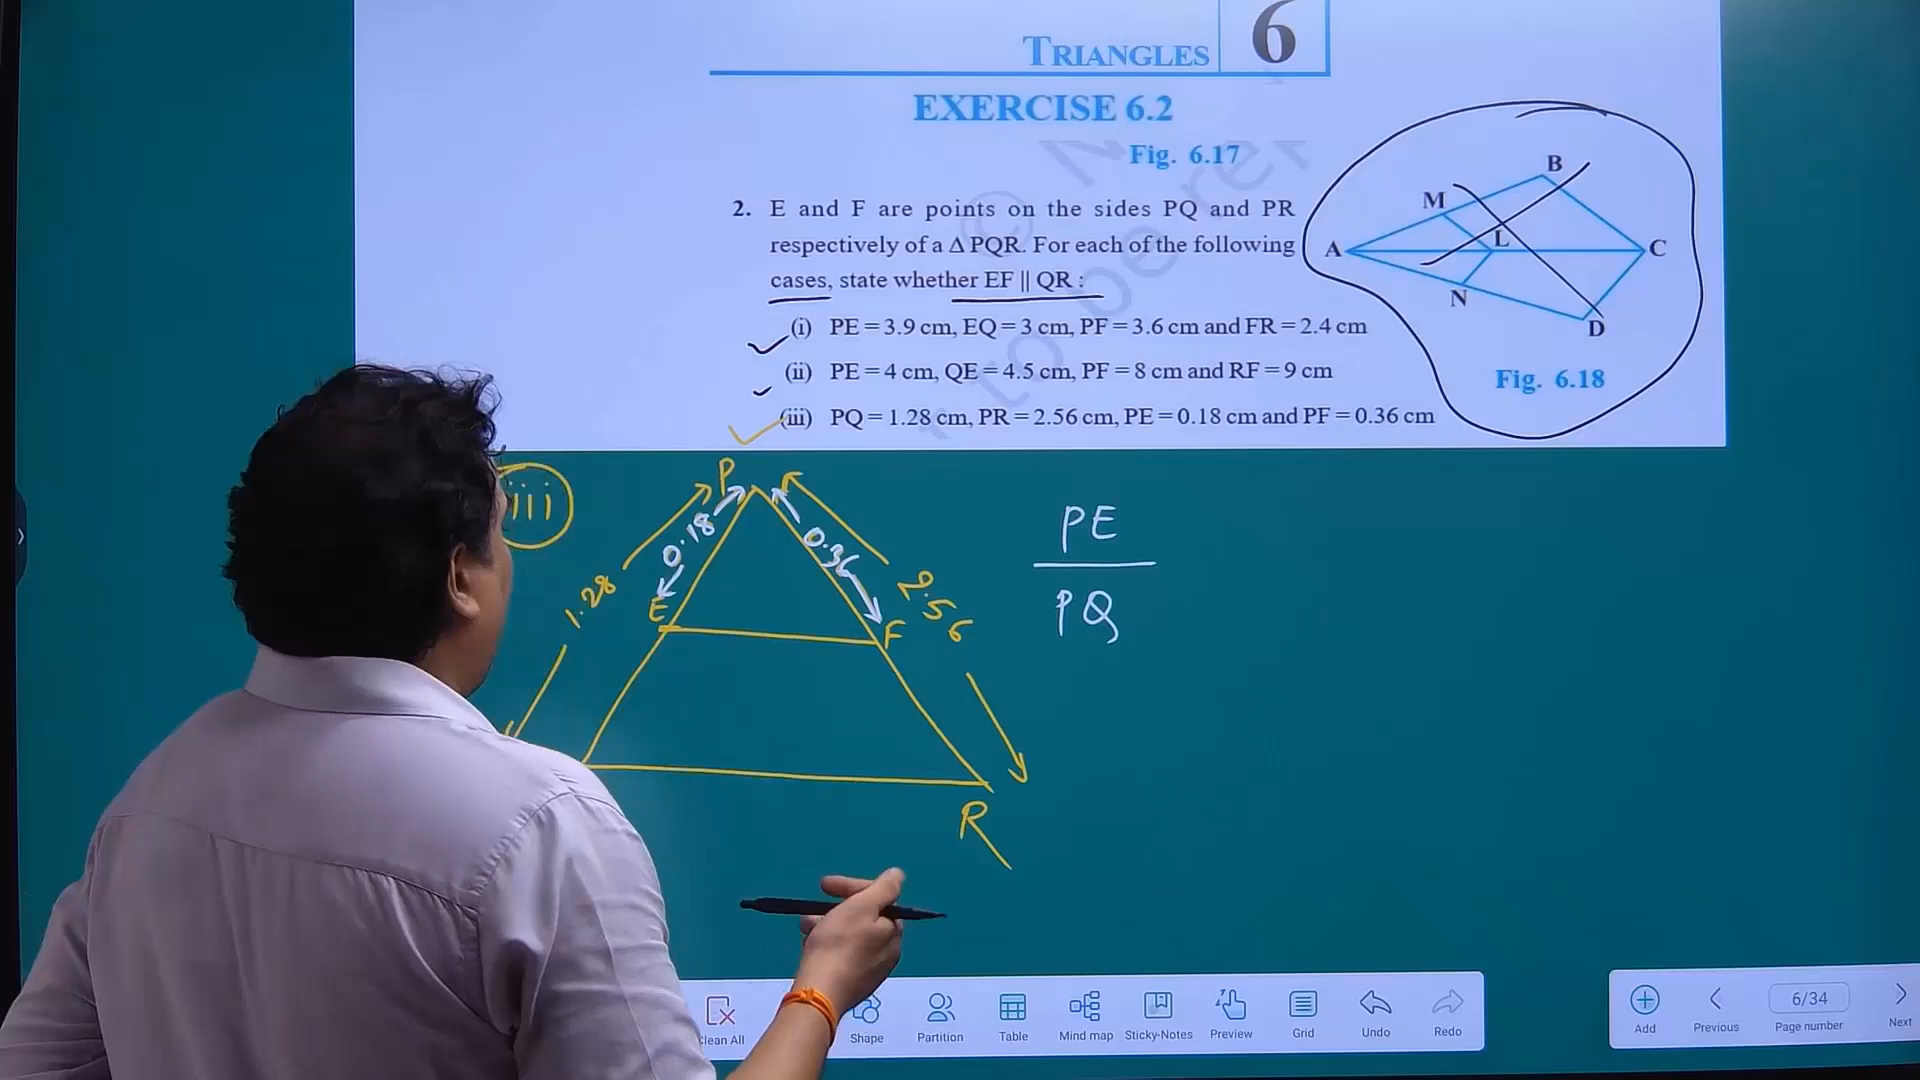 TRIANGLES 6
EXERCISE 6.2
Fig. 6.17
2. E and F are points on the sides PQ and PR
respectively of a Δ PQR. For each of the following
cases, state whether EF || QR :
(i) PE = 3.9 cm, EQ = 3 cm, PF = 3.6 cm and FR = 2.4 cm
(ii) PE = 4 cm, QE = 4.5 cm, PF = 8 cm and RF = 9 cm
(iii) PQ = 1.28 cm, PR = 2.56 cm, PE = 0.18 cm and PF = 0.36 cm
B
M
A
L
C
N
D
Fig. 6.18
iii
P
0.18
0.36
1.28
2.56
E
F
R
PE
PQ
Clean All
Shape
Partition
Table
Mind map
Sticky-Notes
Preview
Grid
Undo
Redo
Add
Previous
6/34
Page number
Next